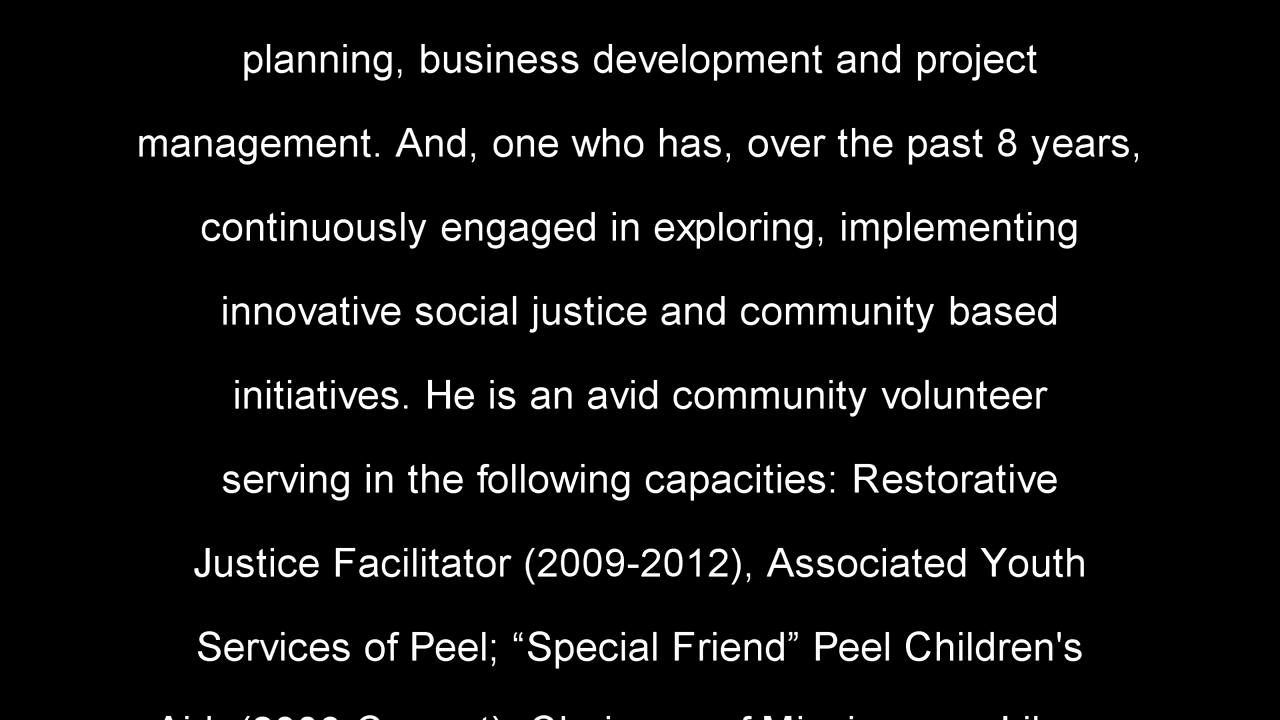 planning, business development and project
management. And, one who has, over the past 8 years,
continuously engaged in exploring, implementing
innovative social justice and community based
initiatives. He is an avid community volunteer
serving in the following capacities: Restorative
Justice Facilitator (2009-2012), Associated Youth
Services of Peel; “Special Friend” Peel Children's